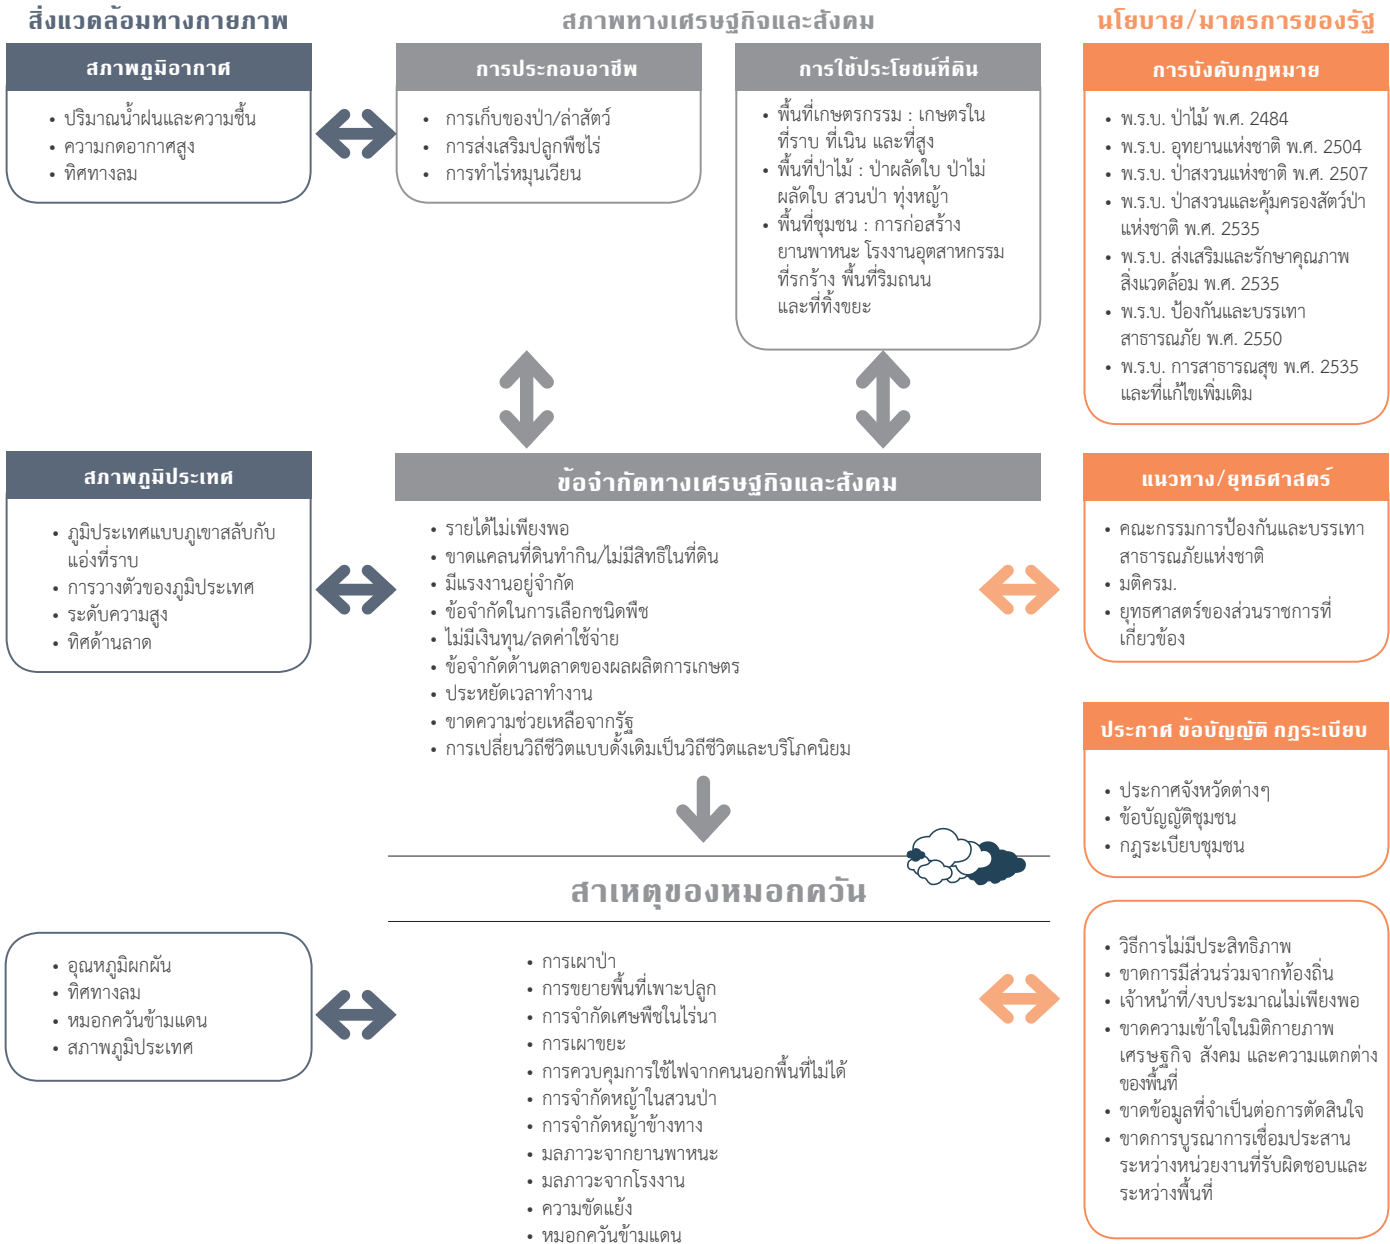 สิ่งแวดล้อมทางกายภาพ
สภาพทางเศรษฐกิจและสังคม
นโยบาย/มาตรการของรัฐ
สภาพภูมิอากาศ
• ปริมาณน้ำฝนและความชื้น
• ความกดอากาศสูง
• ทิศทางลม
การประกอบอาชีพ
• การเก็บของป่า/ล่าสัตว์
• การส่งเสริมปลูกพืชไร่
• การทำไร่หมุนเวียน
การใช้ประโยชน์ที่ดิน
• พื้นที่เกษตรกรรม : เกษตรใน
ที่ราบ ที่เนิน และที่สูง
• พื้นที่ป่าไม้ : ป่าผลัดใบ ป่าไม่
ผลัดใบ สวนป่า ทุ่งหญ้า
• พื้นที่ชุมชน : การก่อสร้าง
ยานพาหนะ โรงงานอุตสาหกรรม
ที่รกร้าง พื้นที่ริมถนน
และที่ทิ้งขยะ
การบังคับกฎหมาย
• พ.ร.บ. ป่าไม้ พ.ศ. 2484
• พ.ร.บ. อุทยานแห่งชาติ พ.ศ. 2504
• พ.ร.บ. ป่าสงวนแห่งชาติ พ.ศ. 2507
• พ.ร.บ. ป่าสงวนและคุ้มครองสัตว์ป่า
แห่งชาติ พ.ศ. 2535
• พ.ร.บ. ส่งเสริมและรักษาคุณภาพ
สิ่งแวดล้อม พ.ศ. 2535
• พ.ร.บ. ป้องกันและบรรเทา
สาธารณภัย พ.ศ. 2550
• พ.ร.บ. การสาธารณสุข พ.ศ. 2535
และที่แก้ไขเพิ่มเติม
สภาพภูมิประเทศ
• ภูมิประเทศแบบภูเขาสลับกับ
แอ่งที่ราบ
• การวางตัวของภูมิประเทศ
• ระดับความสูง
• ทิศด้านลาด
ข้อจำกัดทางเศรษฐกิจและสังคม
• รายได้ไม่เพียงพอ
• ขาดแคลนที่ดินทำกิน/ไม่มีสิทธิในที่ดิน
• มีแรงงานอยู่จำกัด
• ข้อจำกัดในการเลือกชนิดพืช
• ไม่มีเงินทุน/ลดค่าใช้จ่าย
• ข้อจำกัดด้านตลาดของผลผลิตการเกษตร
• ประหยัดเวลาทำงาน
• ขาดความช่วยเหลือจากรัฐ
• การเปลี่ยนวิถีชีวิตแบบดั้งเดิมเป็นวิถีชีวิตและบริโภคนิยม
แนวทาง/ยุทธศาสตร์
• คณะกรรมการป้องกันและบรรเทา
สาธารณภัยแห่งชาติ
• มติครม.
• ยุทธศาสตร์ของส่วนราชการที่
เกี่ยวข้อง
ประกาศ ข้อบัญญัติ กฎระเบียบ
• ประกาศจังหวัดต่างๆ
• ข้อบัญญัติชุมชน
• กฎระเบียบชุมชน
สาเหตุของหมอกควัน
• อุณหภูมิผกผัน
• ทิศทางลม
• หมอกควันข้ามแดน
• สภาพภูมิประเทศ
• การเผาป่า
• การขยายพื้นที่เพาะปลูก
• การจำกัดเศษพืชในไร่นา
• การเผาขยะ
• การควบคุมการใช้ไฟจากคนนอกพื้นที่ไม่ได้
• การจำกัดหญ้าในสวนป่า
• การจำกัดหญ้าข้างทาง
• มลภาวะจากยานพาหนะ
• มลภาวะจากโรงงาน
• ความขัดแย้ง
• หมอกควันข้ามแดน
• วิธีการไม่มีประสิทธิภาพ
• ขาดการมีส่วนร่วมจากท้องถิ่น
• เจ้าหน้าที่/งบประมาณไม่เพียงพอ
• ขาดความเข้าใจในมิติกายภาพ
เศรษฐกิจ สังคม และความแตกต่าง
ของพื้นที่
• ขาดข้อมูลที่จำเป็นต่อการตัดสินใจ
• ขาดการบูรณาการเชื่อมประสาน
ระหว่างหน่วยงานที่รับผิดชอบและ
ระหว่างพื้นที่